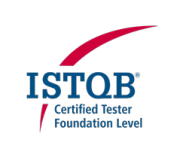 ISTQB®
Certified Tester
Foundation Level